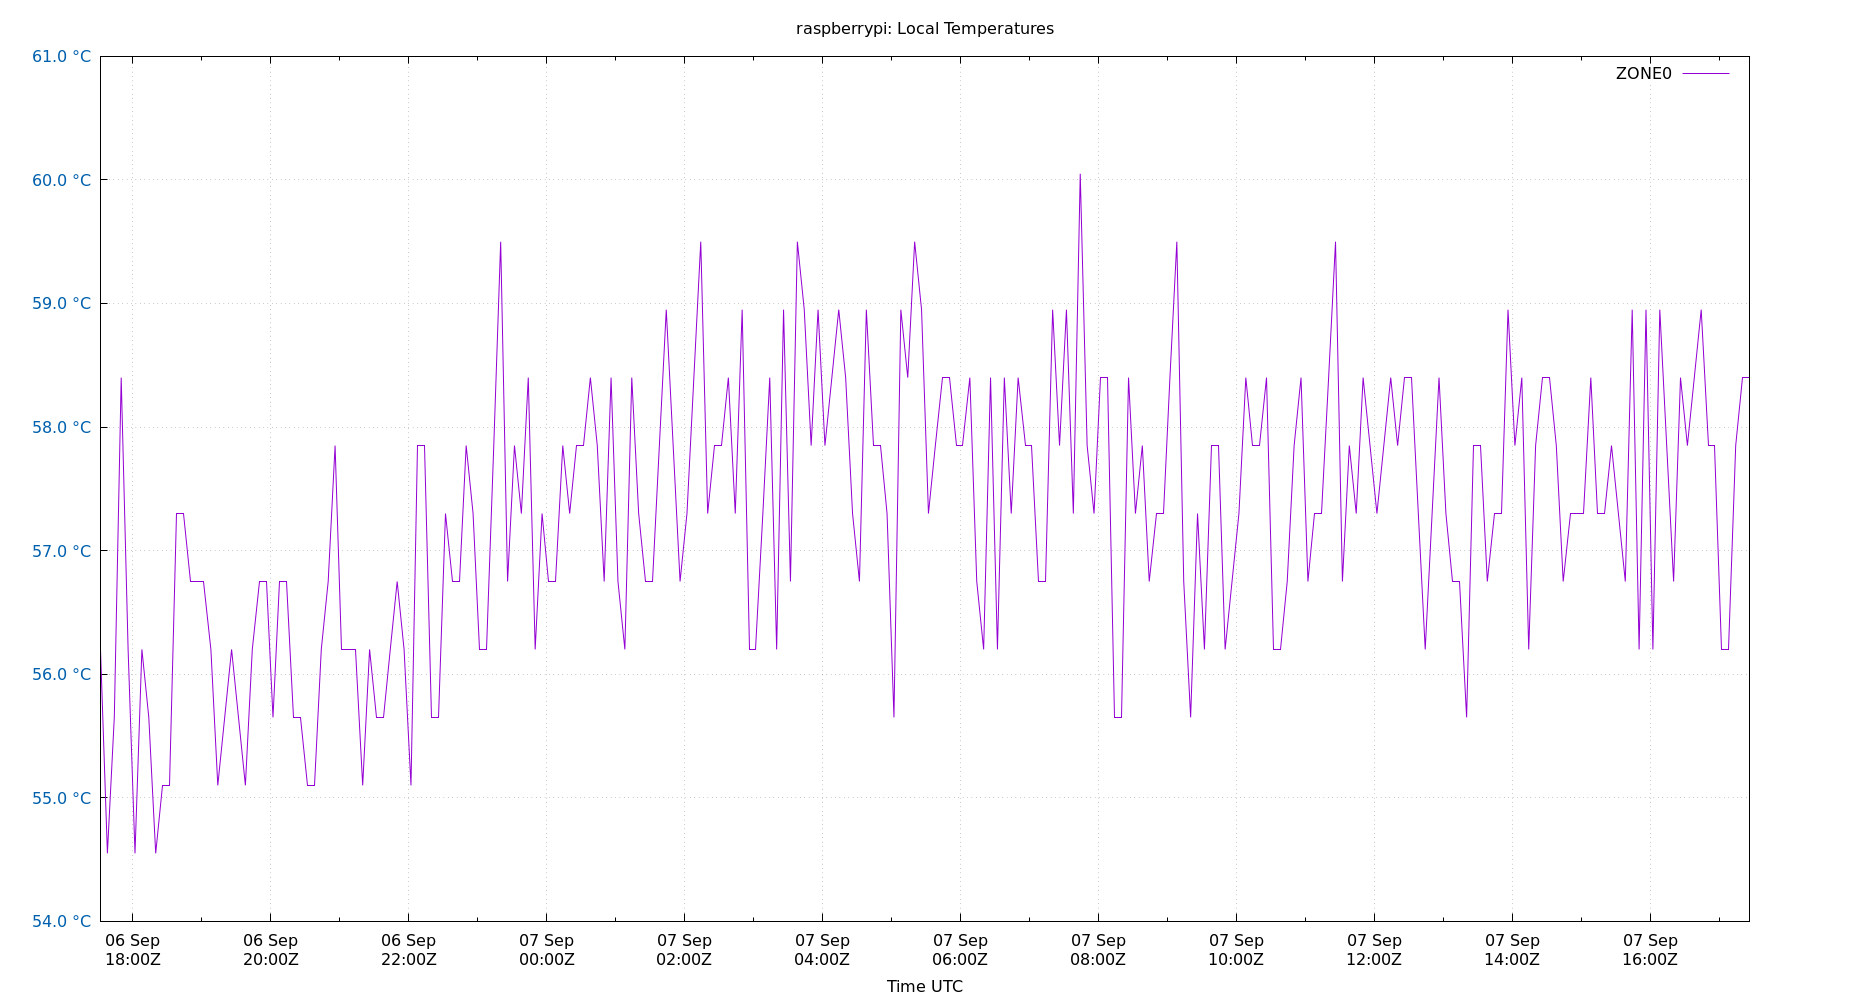 raspberrypi: Local Temperatures
61.0 °C
ZONE0
60.0 °C
59.0 °C
58.0 °C
57.0 °C
56.0 °C
55.0 °C
54.0 °C
06 Sep 06 Sep 06 Sep 07 Sep 07 Sep 07 Sep 07 Sep 07 Sep 07 Sep 07 Sep 07 Sep 07 Sep
18:00Z 20:00Z 22:00Z 00:00Z 02:00Z 04:00Z 06:00Z 08:00Z 10:00Z 12:00Z 14:00Z 16:00Z
Time UTC